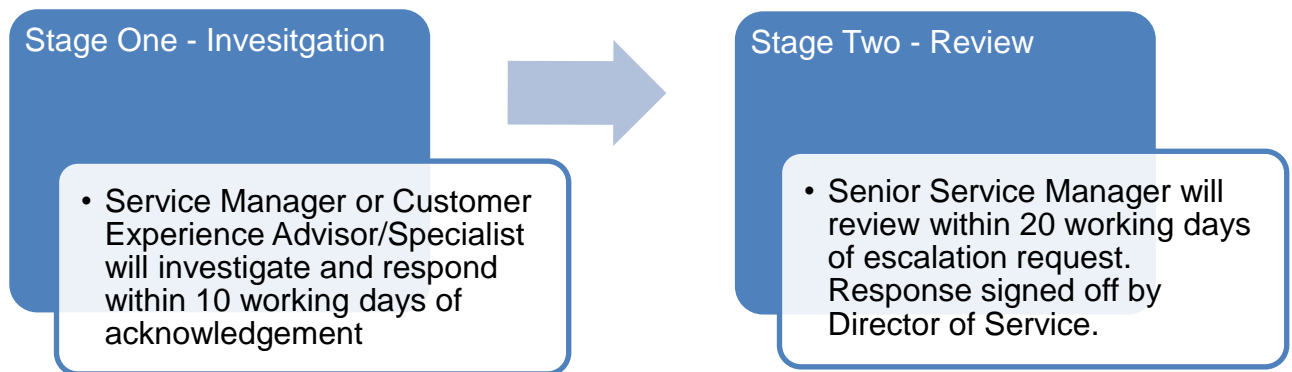 Stage One - Invesitgation
• Service Manager or Customer
Experience Advisor/Specialist
will investigate and respond
within 10 working days of
acknowledgement
Stage Two - Review
• Senior Service Manager will
review within 20 working days
of escalation request.
Response signed off by
Director of Service.